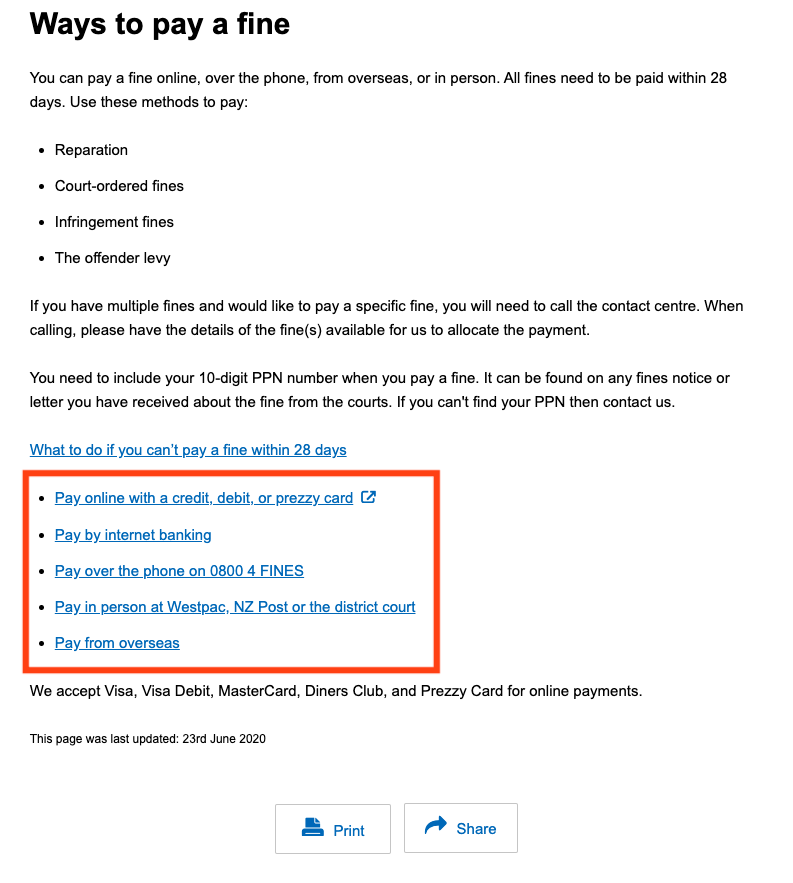 Ways to pay a fine
You can pay a fine online, over the phone, from overseas, or in person. All fines need to be paid within 28
days. Use these methods to pay:
Reparation
Court-ordered fines
Infringement fines
The offender levy
If you have multiple fines and would like to pay a specific fine, you will need to call the contact centre. When
calling, please have the details of the fine(s) available for us to allocate the payment.
You need to include your 10-digit PPN number when you pay a fine. It can be found on any fines notice or
letter you have received about the fine from the courts. If you can't find your PPN then contact us.
What to do if you can’t pay a fine within 28 days
Pay online with a credit, debit, or prezzy card
Pay by internet banking
Pay over the phone on 0800 4 FINES
Pay in person at Westpac, NZ Post or the district court
Pay from overseas
We accept Visa, Visa Debit, MasterCard, Diners Club, and Prezzy Card for online payments.
This page was last updated: 23rd June 2020
Print
Share